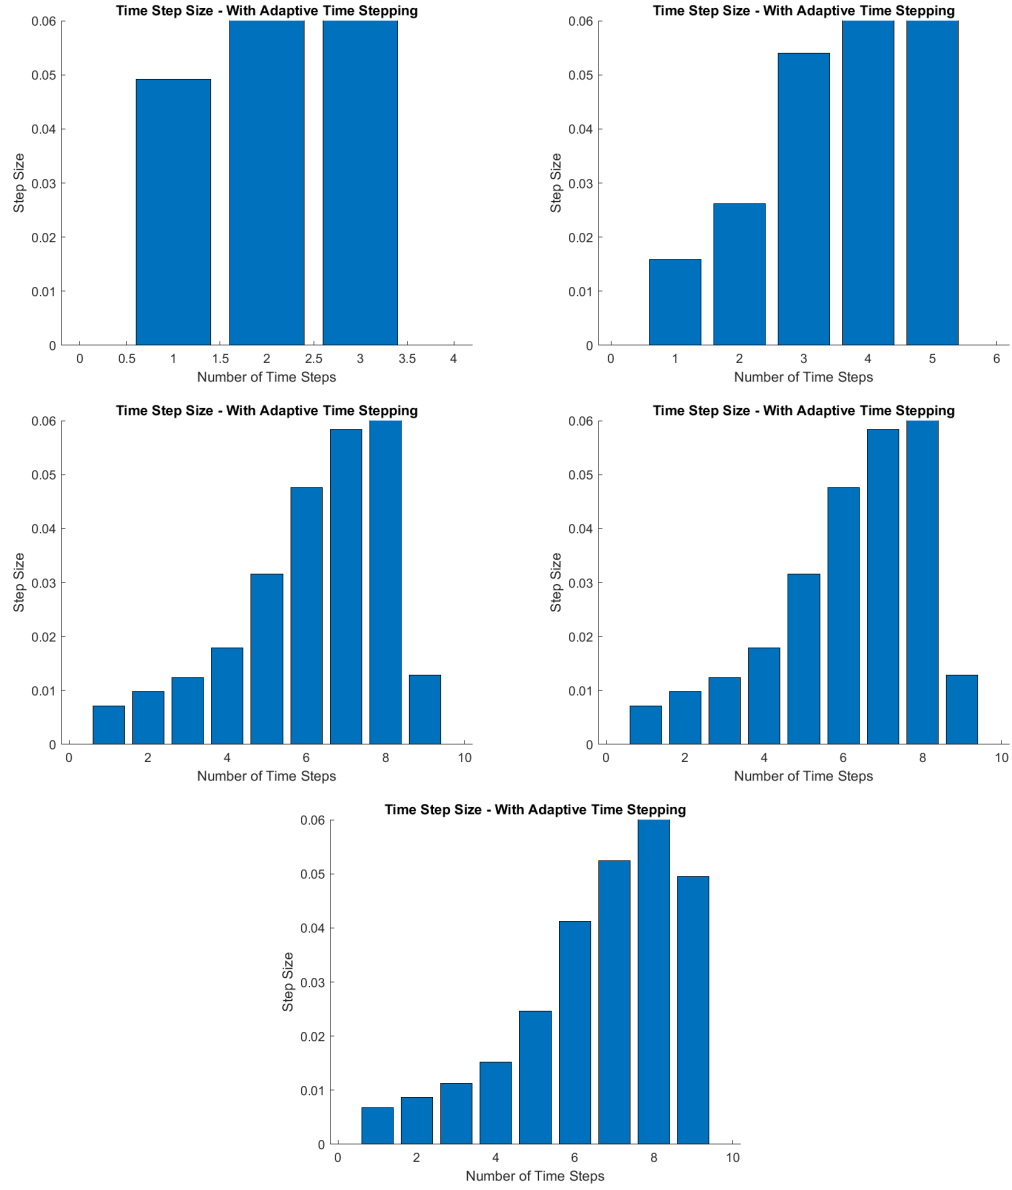 Time Step Size - With Adaptive Time Stepping
0.06
0.05
0.04
0.03
0.02
0.01
0
Step Size
0 0.5 1 1.5 2 2.5 3 3.5 4
Number of Time Steps
Time Step Size - With Adaptive Time Stepping
0.06
0.05
0.04
0.03
0.02
0.01
0
Step Size
0 1 2 3 4 5 6
Number of Time Steps
Time Step Size - With Adaptive Time Stepping
0.06
0.05
0.04
0.03
0.02
0.01
0
Step Size
0 2 4 6 8 10
Number of Time Steps
Time Step Size - With Adaptive Time Stepping
0.06
0.05
0.04
0.03
0.02
0.01
0
Step Size
0 2 4 6 8 10
Number of Time Steps
Time Step Size - With Adaptive Time Stepping
0.06
0.05
0.04
0.03
0.02
0.01
0
Step Size
0 2 4 6 8 10
Number of Time Steps